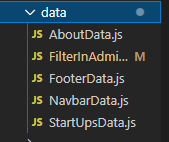 data
JS AboutData.js
JS FilterInAdmi... M
JS FooterData.js
JS NavbarData.js
JS StartUpsData.js